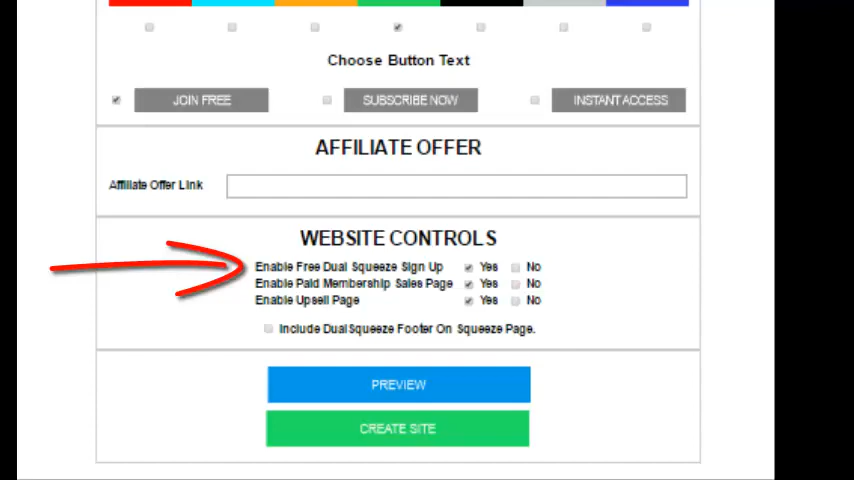 Choose Button Text
JOIN FREE SUBSCRIBE NOW INSTANT ACCESS
AFFILIATE OFFER
Affiliate Offer Link
WEBSITE CONTROLS
Enable Free Dual Squeeze Sign Up Yes No
Enable Paid Membership Sales Page Yes No
Enable Upsell Page Yes No
Include DualSqueeze Footer On Squeeze Page.
PREVIEW
CREATE SITE